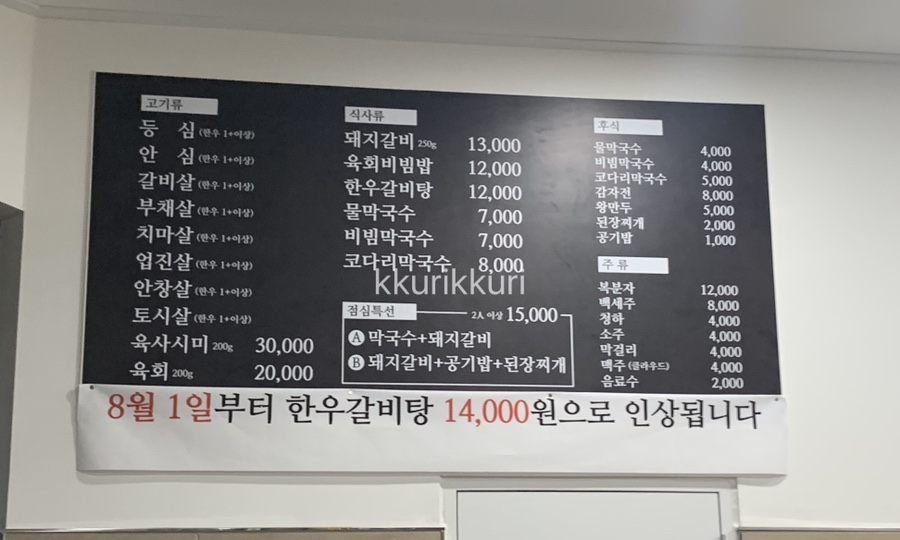 고기류
등 심 (한우 1+이상)
안 심 (한우 1+이상)
갈비살 (한우 1+이상)
부채살 (한우 1+이상)
치마살 (한우 1+이상)
업진살 (한우 1+이상)
안창살 (한우 1+이상)
토시살 (한우 1+이상)
육사시미 200g 30,000
육회 200g 20,000
식사류
돼지갈비 250g 13,000
육회비빔밥 12,000
한우갈비탕 12,000
물막국수 7,000
비빔막국수 7,000
코다리막국수 8,000
kkurikkuri
점심특선 2人 이상 15,000
A 막국수+돼지갈비
B 돼지갈비+공기밥+된장찌개
후식
물막국수 4,000
비빔막국수 4,000
코다리막국수 5,000
감자전 8,000
왕만두 5,000
된장찌개 2,000
공기밥 1,000
주 류
복분자 12,000
백세주 8,000
청하 4,000
소주 4,000
막걸리 4,000
맥주 (클라우드) 4,000
음료수 2,000
8월 1일부터 한우갈비탕 14,000원으로 인상됩니다